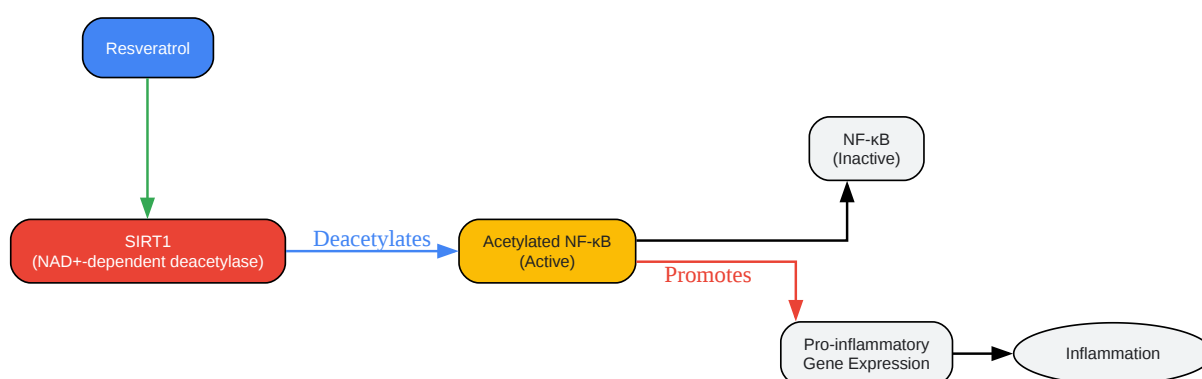 Resveratrol
NF-κB
(Inactive)
SIRT1
(NAD+-dependent deacetylase)
Deacetylates
Acetylated NF-κB
(Active)
Promotes
Pro-inflammatory
Gene Expression
Inflammation